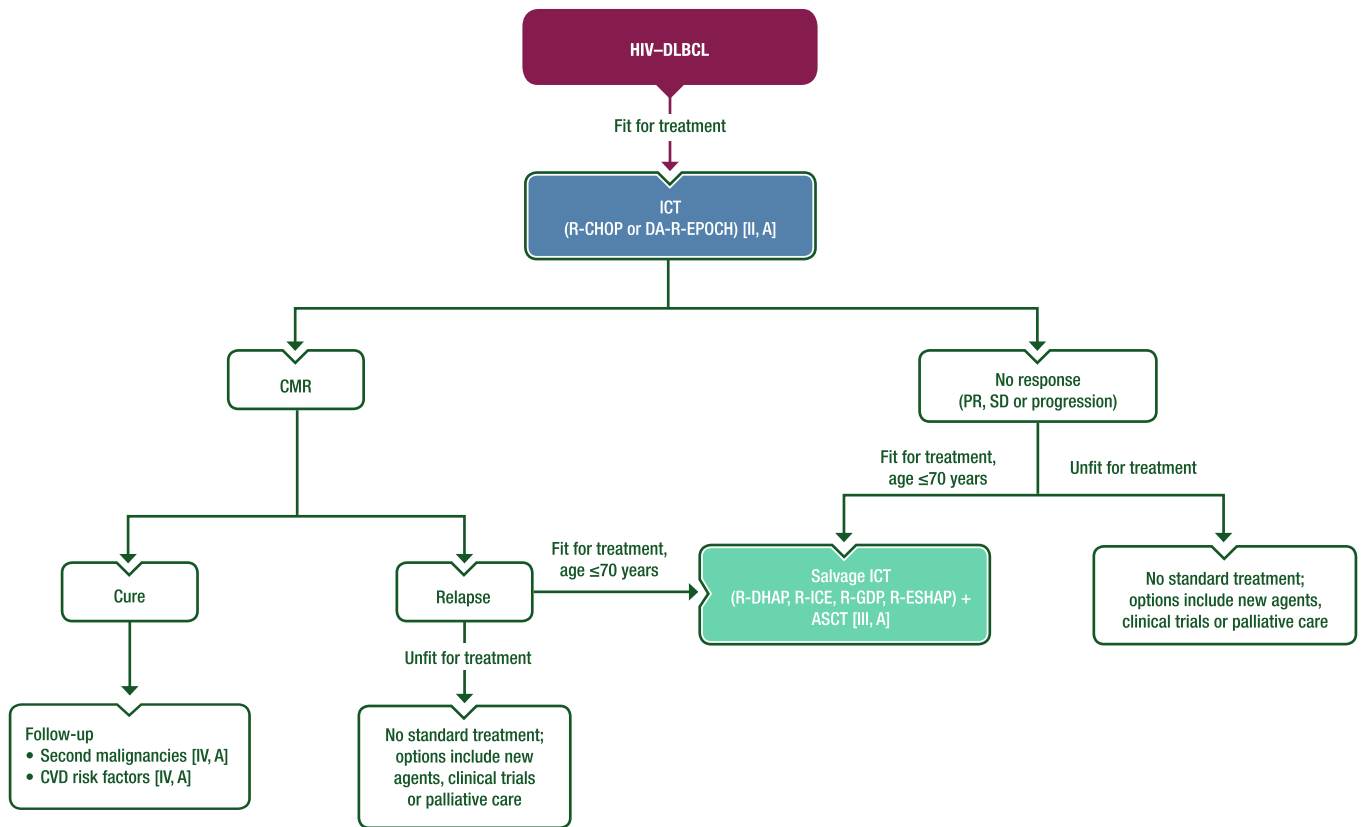 HIV–DLBCL
Fit for treatment
ICT
(R-CHOP or DA-R-EPOCH) [II, A]
CMR
No response
(PR, SD or progression)
Fit for treatment,
age ≤70 years
Unfit for treatment
Cure
Relapse
Fit for treatment,
age ≤70 years
Salvage ICT
(R-DHAP, R-ICE, R-GDP, R-ESHAP) +
ASCT [III, A]
No standard treatment;
options include new agents,
clinical trials or palliative care
Unfit for treatment
Follow-up
• Second malignancies [IV, A]
• CVD risk factors [IV, A]
No standard treatment;
options include new
agents, clinical trials
or palliative care